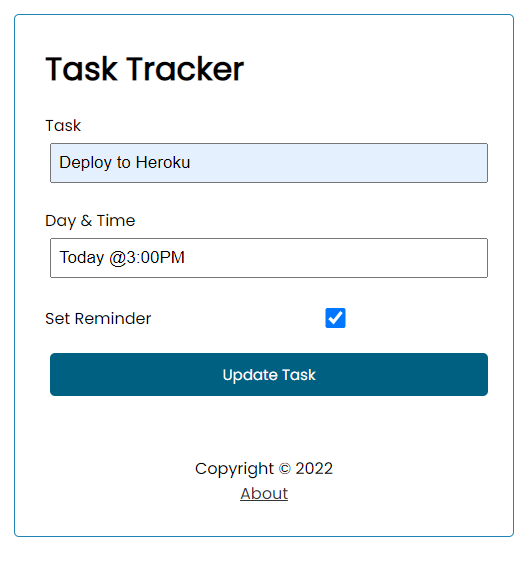 Task Tracker
Task
Deploy to Heroku
Day & Time
Today @3:00PM
Set Reminder
Update Task
Copyright © 2022
About